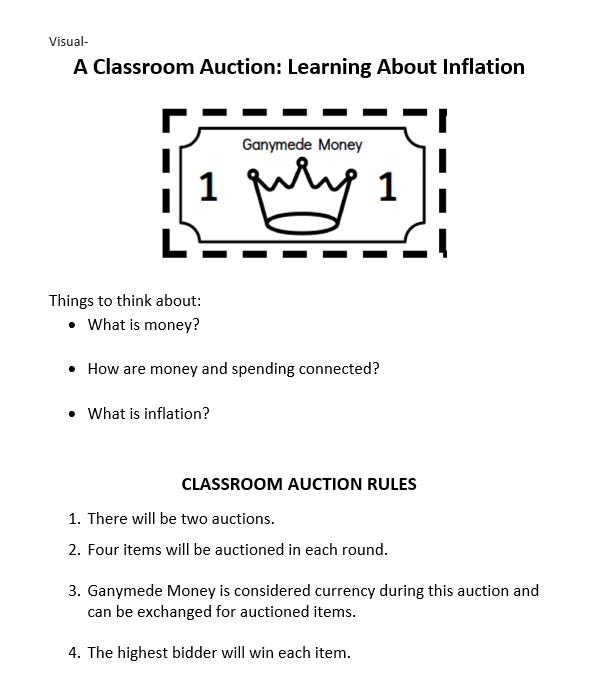 Visual-
A Classroom Auction: Learning About Inflation
Ganymede Money
1 1
Things to think about:
• What is money?
• How are money and spending connected?
• What is inflation?
CLASSROOM AUCTION RULES
1. There will be two auctions.
2. Four items will be auctioned in each round.
3. Ganymede Money is considered currency during this auction and
can be exchanged for auctioned items.
4. The highest bidder will win each item.